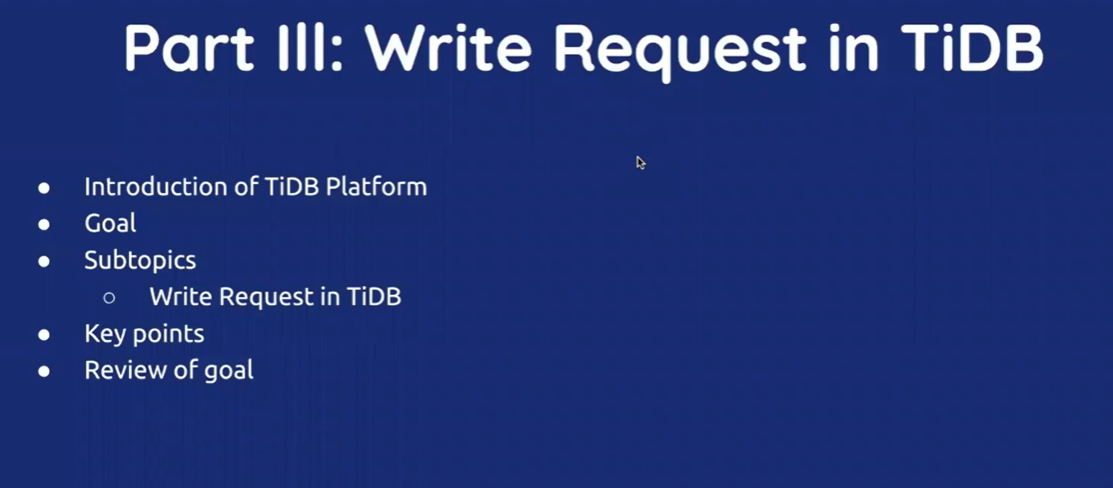 Part III: Write Request in TiDB
● Introduction of TiDB Platform
● Goal
● Subtopics
○ Write Request in TiDB
● Key points
● Review of goal